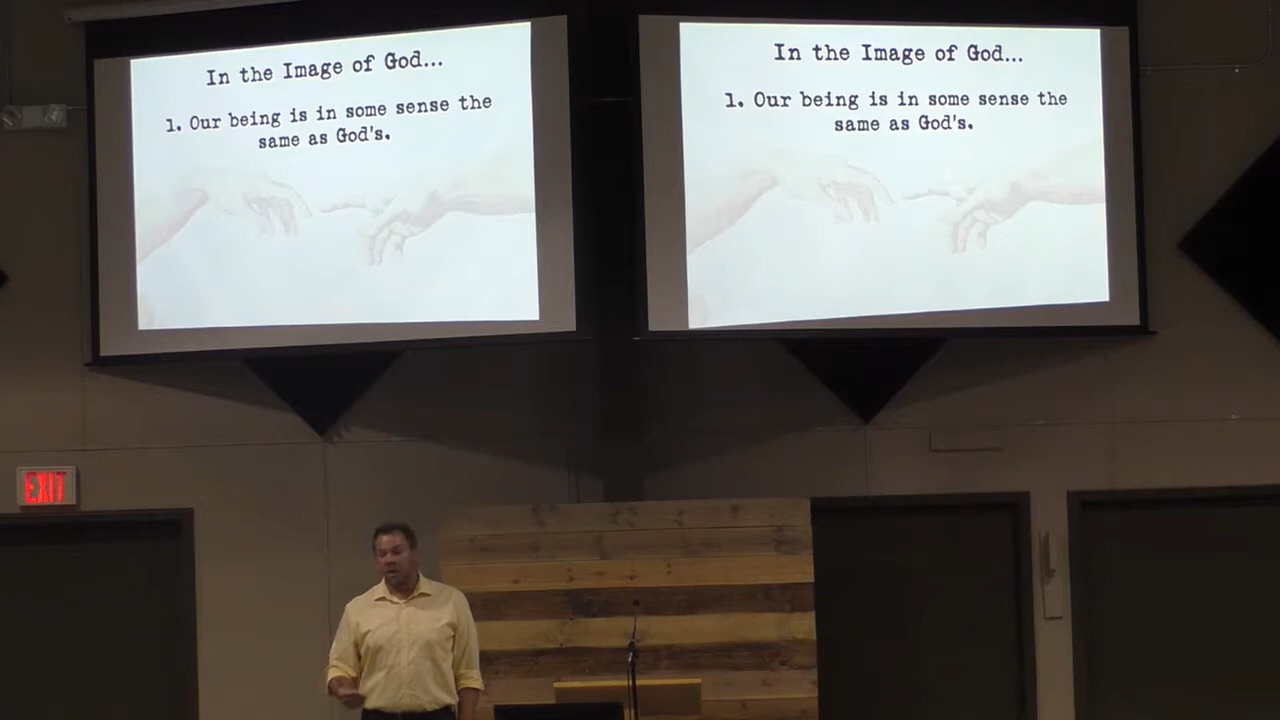 In the Image of God...
1. Our being is in some sense the
same as God's.
In the Image of God...
1. Our being is in some sense the
same as God's.
EXIT